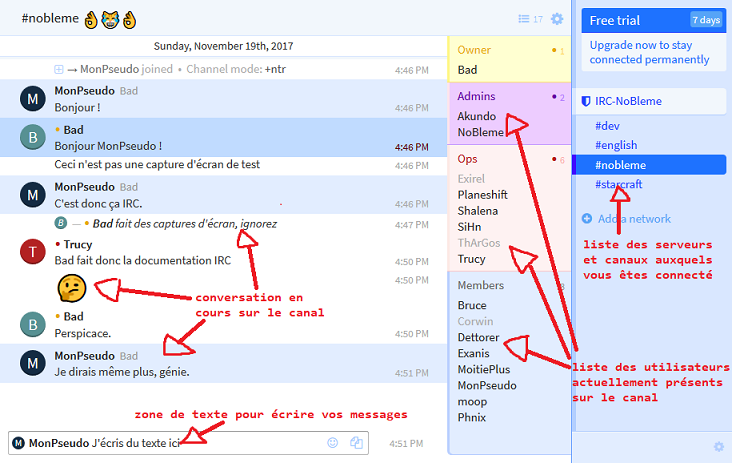 #nobleme 👌😹👌
17
Sunday, November 19th, 2017
→ MonPseudo joined • Channel mode: +ntr
4:46 PM
M
MonPseudo Bad
Bonjour !
4:46 PM
B
• Bad
Bonjour MonPseudo !
4:46 PM
Ceci n'est pas une capture d'écran de test
4:46 PM
M
MonPseudo Bad
C'est donc ça IRC.
4:46 PM
B — • Bad fait des captures d'écran, ignorez
4:47 PM
T
• Trucy
Bad fait donc la documentation IRC
4:50 PM
🤔
4:50 PM
B
• Bad
Perspicace.
4:50 PM
MonPseudo Bad
M
Je dirais même plus, génie.
4:51 PM
conversation en
cours sur le canal
zone de texte pour écrire vos messages
M MonPseudo J'écris du texte ici
4:51 PM
Owner • 1
Bad
Admins • 2
Akundo
NoBleme
Ops • 6
Exirel
Planeshift
Shalena
SiHn
ThArGos
Trucy
Members
Bruce
Corwin
Dettorer
Exanis
MoitiePlus
MonPseudo
moop
Phnix
Free trial 7 days
Upgrade now to stay
connected permanently
IRC-NoBleme
#dev
#english
#nobleme
#starcraft
Add a network
liste des serveurs
et canaux auxquels
vous êtes connecté
liste des utilisateurs
actuellement présents
sur le canal